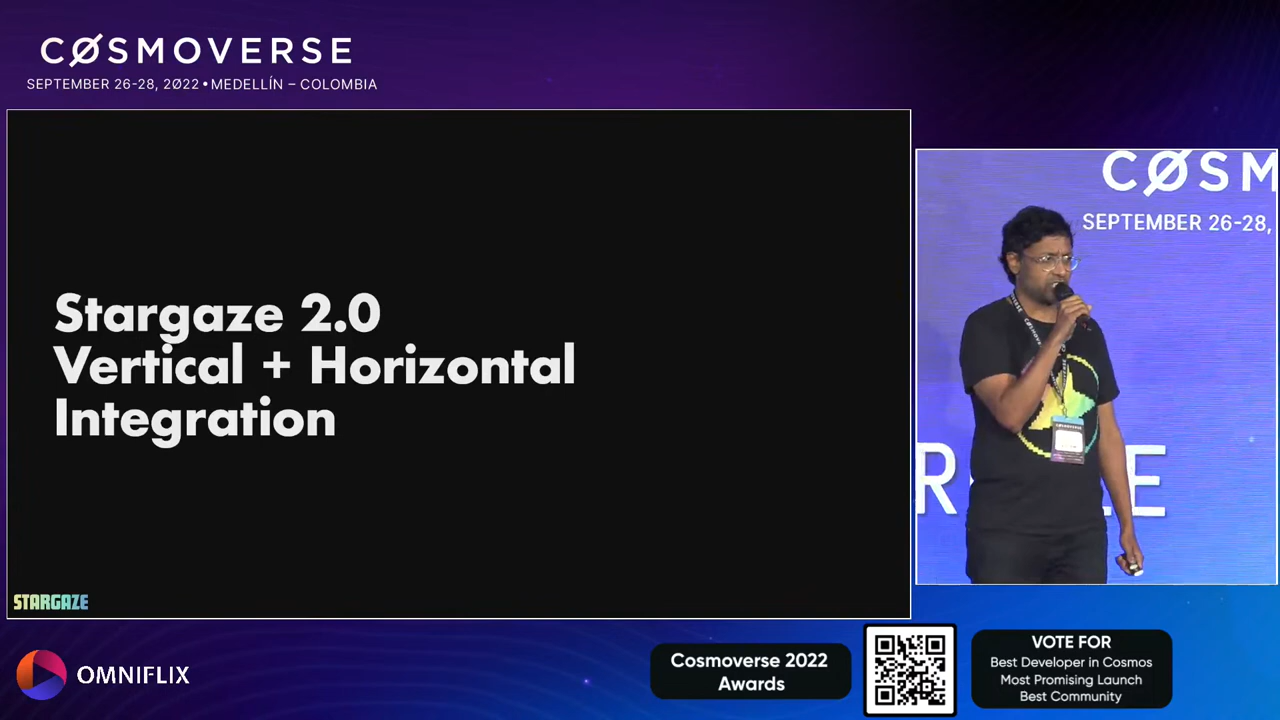 CØSMOVERSE
SEPTEMBER 26-28, 2Ø22 • MEDELLÍN – COLOMBIA
Stargaze 2.0
Vertical + Horizontal
Integration
STARGAZE
CØSM
SEPTEMBER 26-28,
R
E
OMNIFLIX
Cosmoverse 2022
Awards
VOTE FOR
Best Developer in Cosmos
Most Promising Launch
Best Community